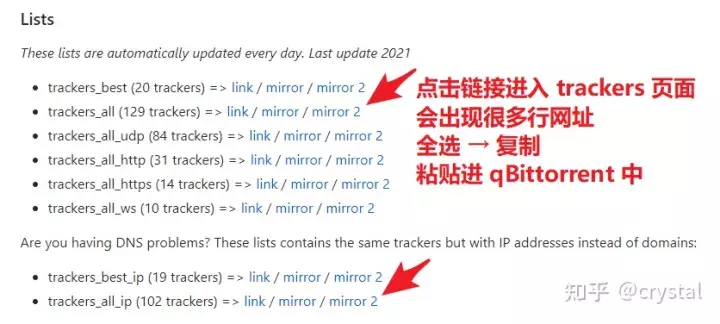 Lists
These lists are automatically updated every day. Last update 2021
trackers_best (20 trackers) => link / mirror / mirror 2
trackers_all (129 trackers) => link / mirror / mirror 2
trackers_all_udp (84 trackers) => link / mirror / mirror 2
trackers_all_http (31 trackers) => link / mirror / mirror 2
trackers_all_https (14 trackers) => link / mirror / mirror 2
trackers_all_ws (10 trackers) => link / mirror / mirror 2
点击链接进入 trackers 页面
会出现很多行网址
全选 → 复制
粘贴进 qBittorrent 中
Are you having DNS problems? These lists contains the same trackers but with IP addresses instead of domains:
trackers_best_ip (19 trackers) => link / mirror / mirror 2
trackers_all_ip (102 trackers) => link / mirror / mirror 2
知乎 @crystal